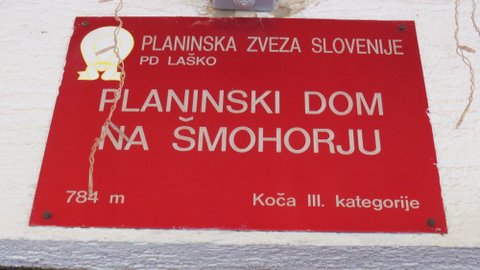 PLANINSKA ZVEZA SLOVENIJE
PD LAŠKO
PLANINSKI DOM
NA ŠMOHORJU
784 m Koča III. kategorije